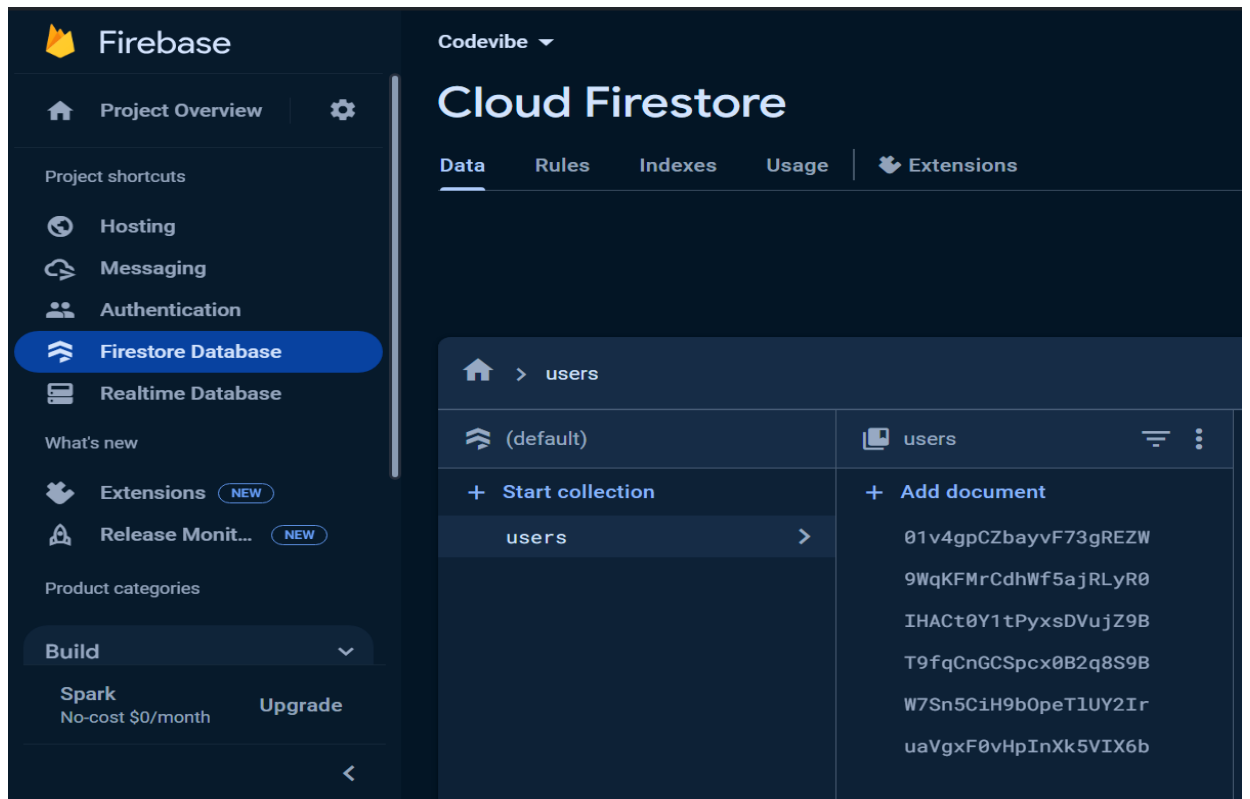 Firebase
Project Overview
Project shortcuts
Hosting
Messaging
Authentication
Firestore Database
Realtime Database
What's new
Extensions NEW
Release Monit... NEW
Product categories
Build
Spark
No-cost $0/month
Upgrade
Codevibe
Cloud Firestore
Data Rules Indexes Usage Extensions
> users
(default)
+ Start collection
users
users
+ Add document
01v4gpCZbayvF73gREZW
9WqKFMrCdhWf5ajRLyR0
IHACt0Y1tPyxsDVujZ9B
T9fqCnGCSpcx0B2q8S9B
W7Sn5CiH9bOpeTlUY2Ir
uaVgxF0vHpInXk5VIX6b